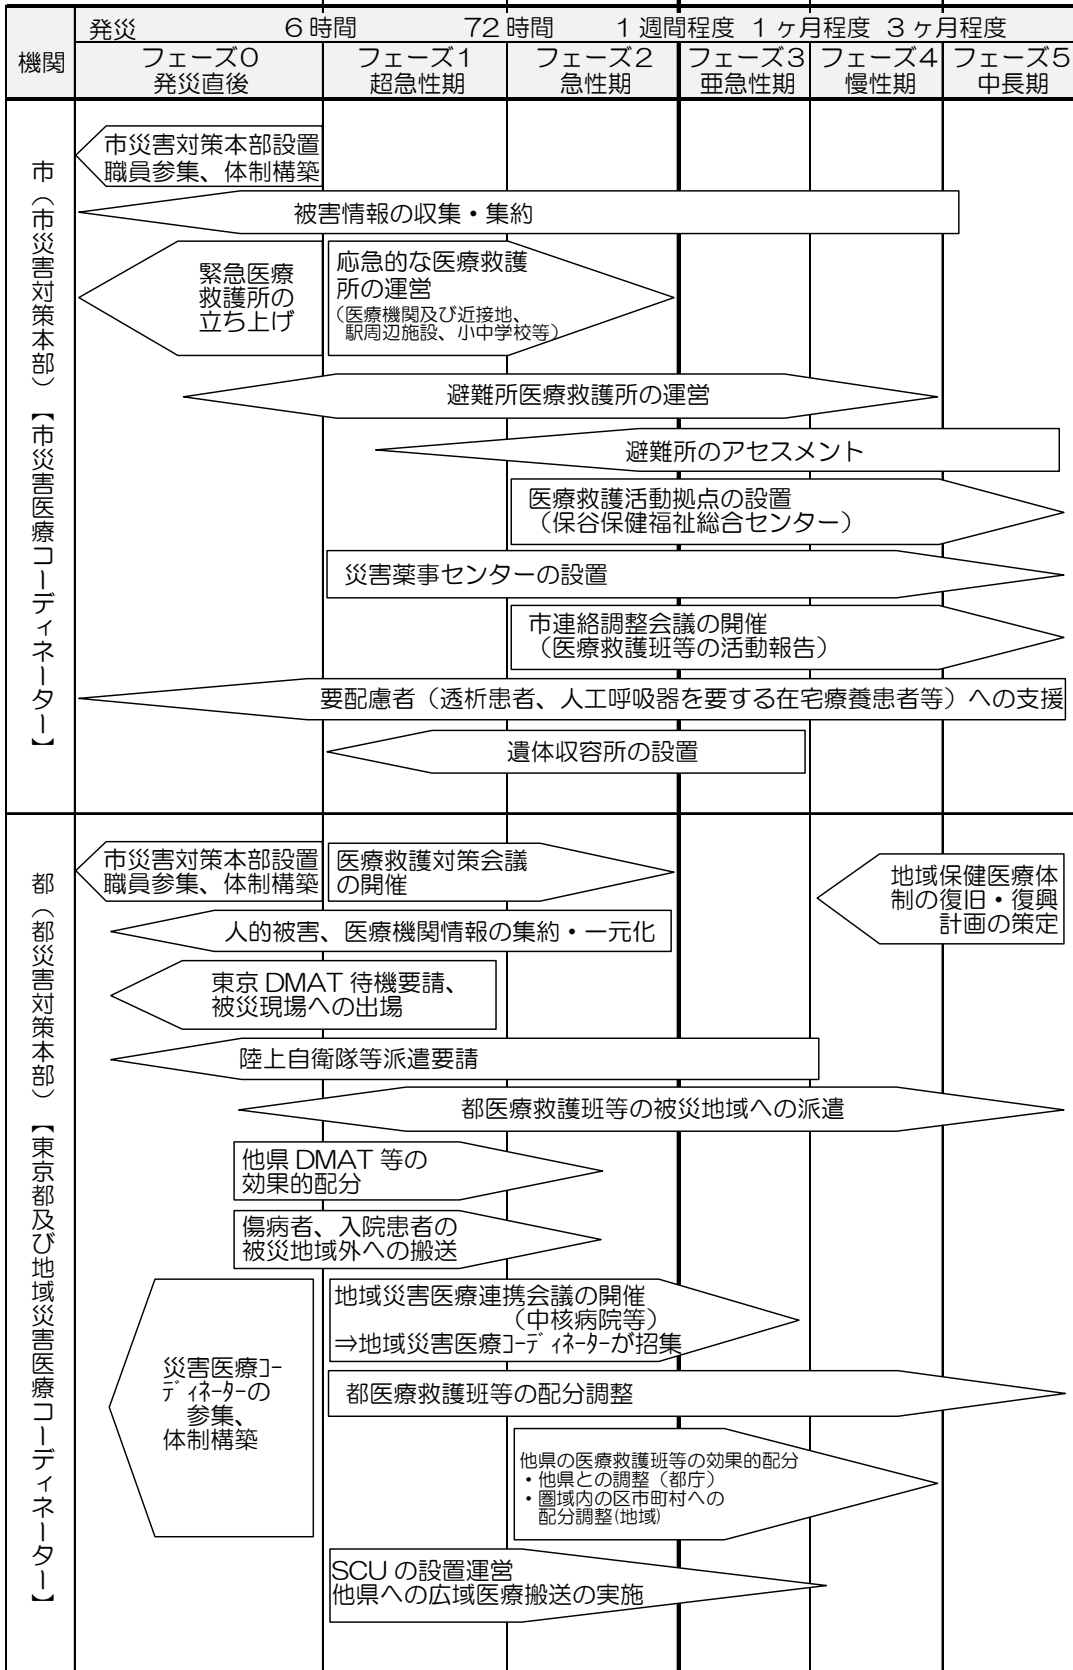 機関
発災 6時間 72時間 1週間程度 1ヶ月程度 3ヶ月程度
フェーズ0
発災直後
フェーズ1
超急性期
フェーズ2
急性期
フェーズ3
亜急性期
フェーズ4
慢性期
フェーズ5
中長期
市（市災害対策本部）【市災害医療コーディネーター】
市災害対策本部設置
職員参集、体制構築
被害情報の収集・集約
緊急医療
救護所の
立ち上げ
応急的な医療救護
所の運営
（医療機関及び近接地、
駅周辺施設、小中学校等）
避難所医療救護所の運営
避難所のアセスメント
医療救護活動拠点の設置
（保谷保健福祉総合センター）
災害薬事センターの設置
市連絡調整会議の開催
（医療救護班等の活動報告）
要配慮者（透析患者、人工呼吸器を要する在宅療養患者等）への支援
遺体収容所の設置
都（都災害対策本部）【東京都及び地域災害医療コーディネーター】
市災害対策本部設置
職員参集、体制構築
医療救護対策会議
の開催
地域保健医療体
制の復旧・復興
計画の策定
人的被害、医療機関情報の集約・一元化
東京 DMAT 待機要請、
被災現場への出場
陸上自衛隊等派遣要請
都医療救護班等の被災地域への派遣
他県 DMAT 等の
効果的配分
傷病者、入院患者の
被災地域外への搬送
地域災害医療連携会議の開催
（中核病院等）
⇒地域災害医療ｺｰﾃﾞｨﾈｰﾀｰが招集
災害医療ｺｰ
ﾃﾞｨﾈｰﾀｰの
参集、
体制構築
都医療救護班等の配分調整
他県の医療救護班等の効果的配分
・他県との調整（都庁）
・圏域内の区市町村への
配分調整(地域)
SCU の設置運営
他県への広域医療搬送の実施